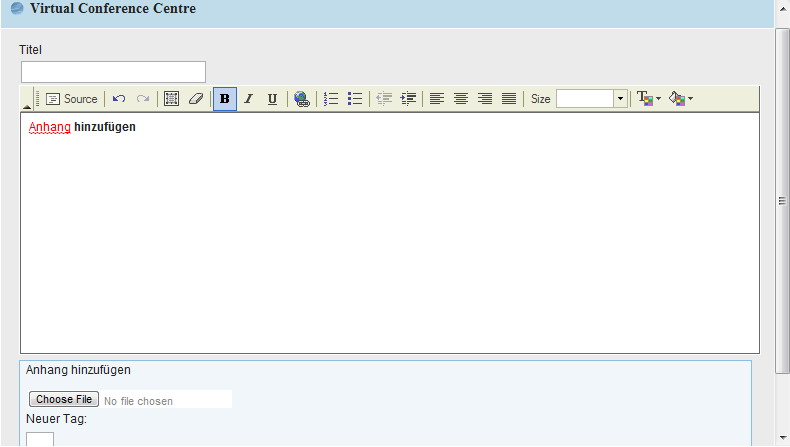 Virtual Conference Centre
Titel
Source B I U Size
Anhang hinzufügen
Anhang hinzufügen
Choose File No file chosen
Neuer Tag: